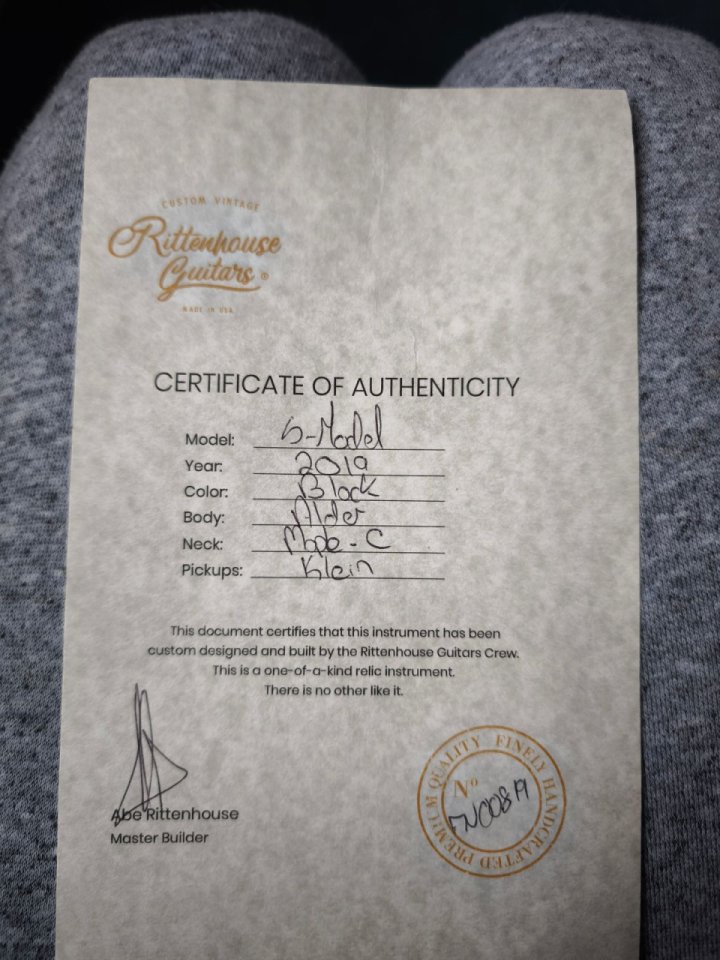 CUSTOM VINTAGE
Rittenhouse
Guitars ®
MADE IN USA
CERTIFICATE OF AUTHENTICITY
Model: S-Model
Year: 2019
Color: Black
Body: Alder
Neck: Maple - C
Pickups: Klein
This document certifies that this instrument has been
custom designed and built by the Rittenhouse Guitars Crew.
This is a one-of-a-kind relic instrument.
There is no other like it.
Abe Rittenhouse
Master Builder
PREMIUM QUALITY FINELY HANDCRAFTED
Nº